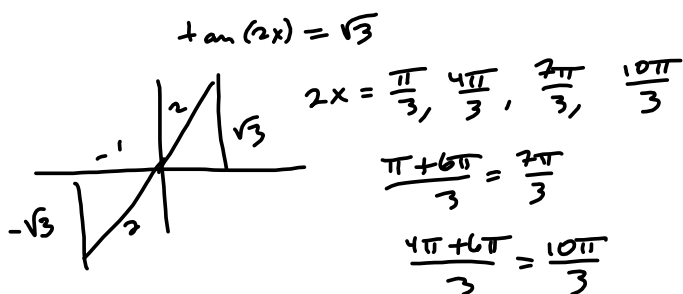 tan(2x) = √3
2x = π/3, 4π/3, 7π/3, 10π/3
2
√3
-1
-√3
2
(π+6π)/3 = 7π/3
(4π+6π)/3 = 10π/3